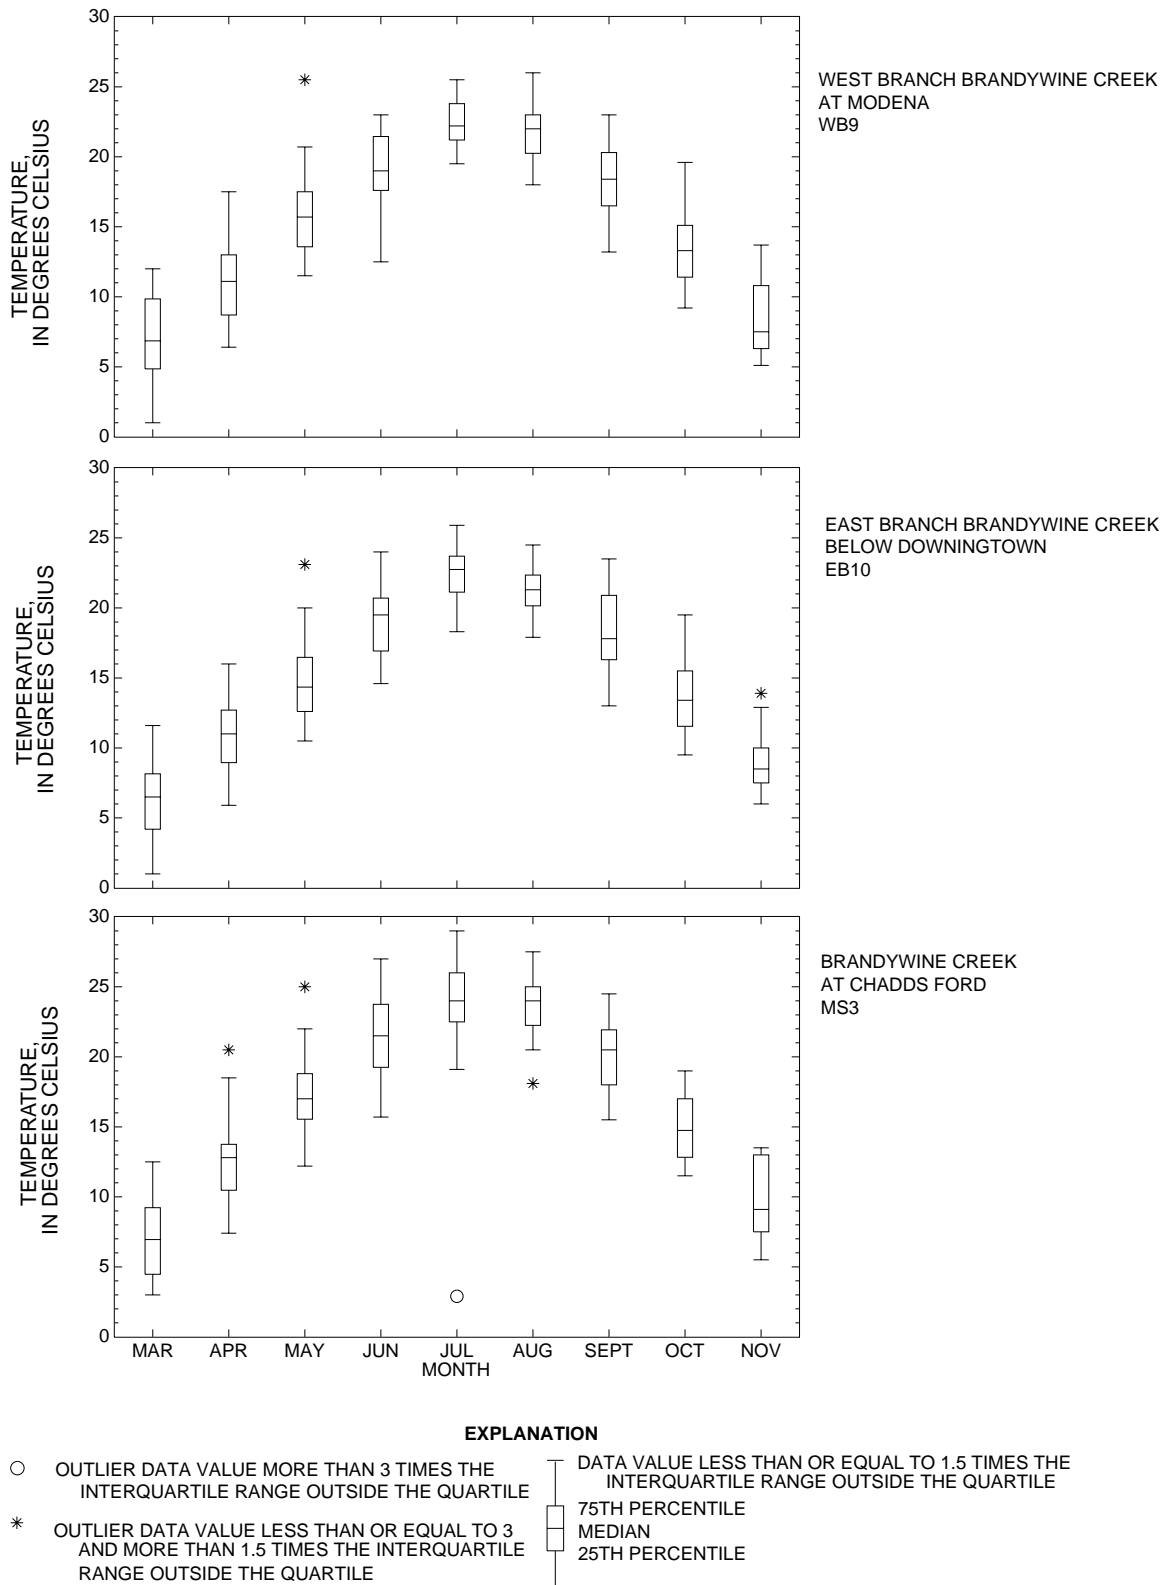 30
25
20
15
10
5
0
TEMPERATURE,
IN DEGREES CELSIUS
WEST BRANCH BRANDYWINE CREEK
AT MODENA
WB9
30
25
20
15
10
5
0
TEMPERATURE,
IN DEGREES CELSIUS
EAST BRANCH BRANDYWINE CREEK
BELOW DOWNINGTOWN
EB10
30
25
20
15
10
5
0
TEMPERATURE,
IN DEGREES CELSIUS
BRANDYWINE CREEK
AT CHADDS FORD
MS3
MAR APR MAY JUN JUL AUG SEPT OCT NOV
MONTH
EXPLANATION
OUTLIER DATA VALUE MORE THAN 3 TIMES THE
INTERQUARTILE RANGE OUTSIDE THE QUARTILE
OUTLIER DATA VALUE LESS THAN OR EQUAL TO 3
AND MORE THAN 1.5 TIMES THE INTERQUARTILE
RANGE OUTSIDE THE QUARTILE
DATA VALUE LESS THAN OR EQUAL TO 1.5 TIMES THE
INTERQUARTILE RANGE OUTSIDE THE QUARTILE
75TH PERCENTILE
MEDIAN
25TH PERCENTILE